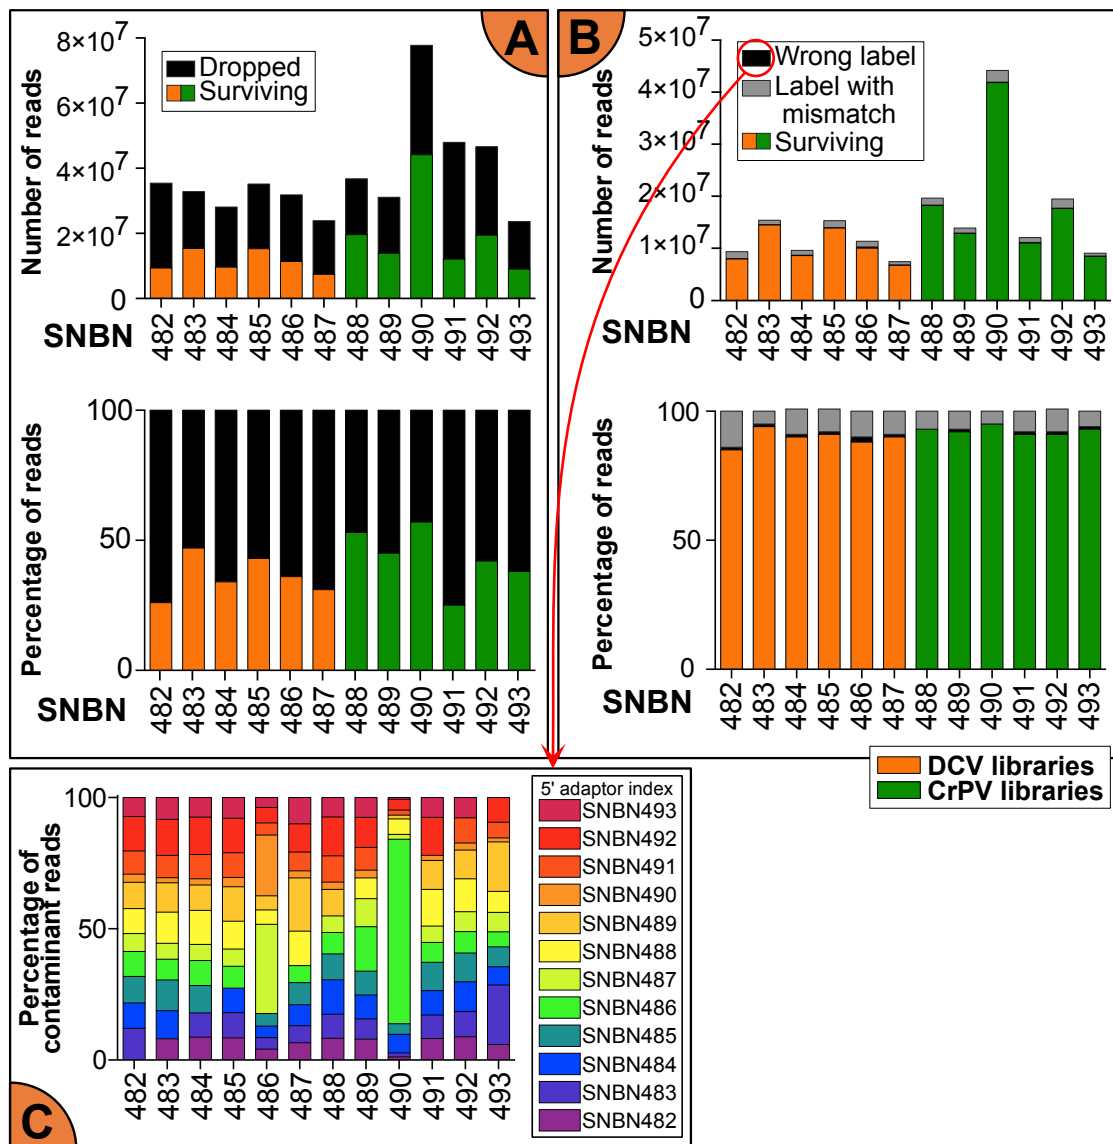 A
Number of reads
8×10⁷
6×10⁷
4×10⁷
2×10⁷
0
Dropped
Surviving
SNBN
482
483
484
485
486
487
488
489
490
491
492
493
Percentage of reads
100
50
0
SNBN
482
483
484
485
486
487
488
489
490
491
492
493
B
Number of reads
5×10⁷
4×10⁷
3×10⁷
2×10⁷
1×10⁷
0
Wrong label
Label with
mismatch
Surviving
SNBN
482
483
484
485
486
487
488
489
490
491
492
493
Percentage of reads
100
50
0
SNBN
482
483
484
485
486
487
488
489
490
491
492
493
DCV libraries
CrPV libraries
C
Percentage of
contaminant reads
100
50
0
482
483
484
485
486
487
488
489
490
491
492
493
5' adaptor index
SNBN493
SNBN492
SNBN491
SNBN490
SNBN489
SNBN488
SNBN487
SNBN486
SNBN485
SNBN484
SNBN483
SNBN482